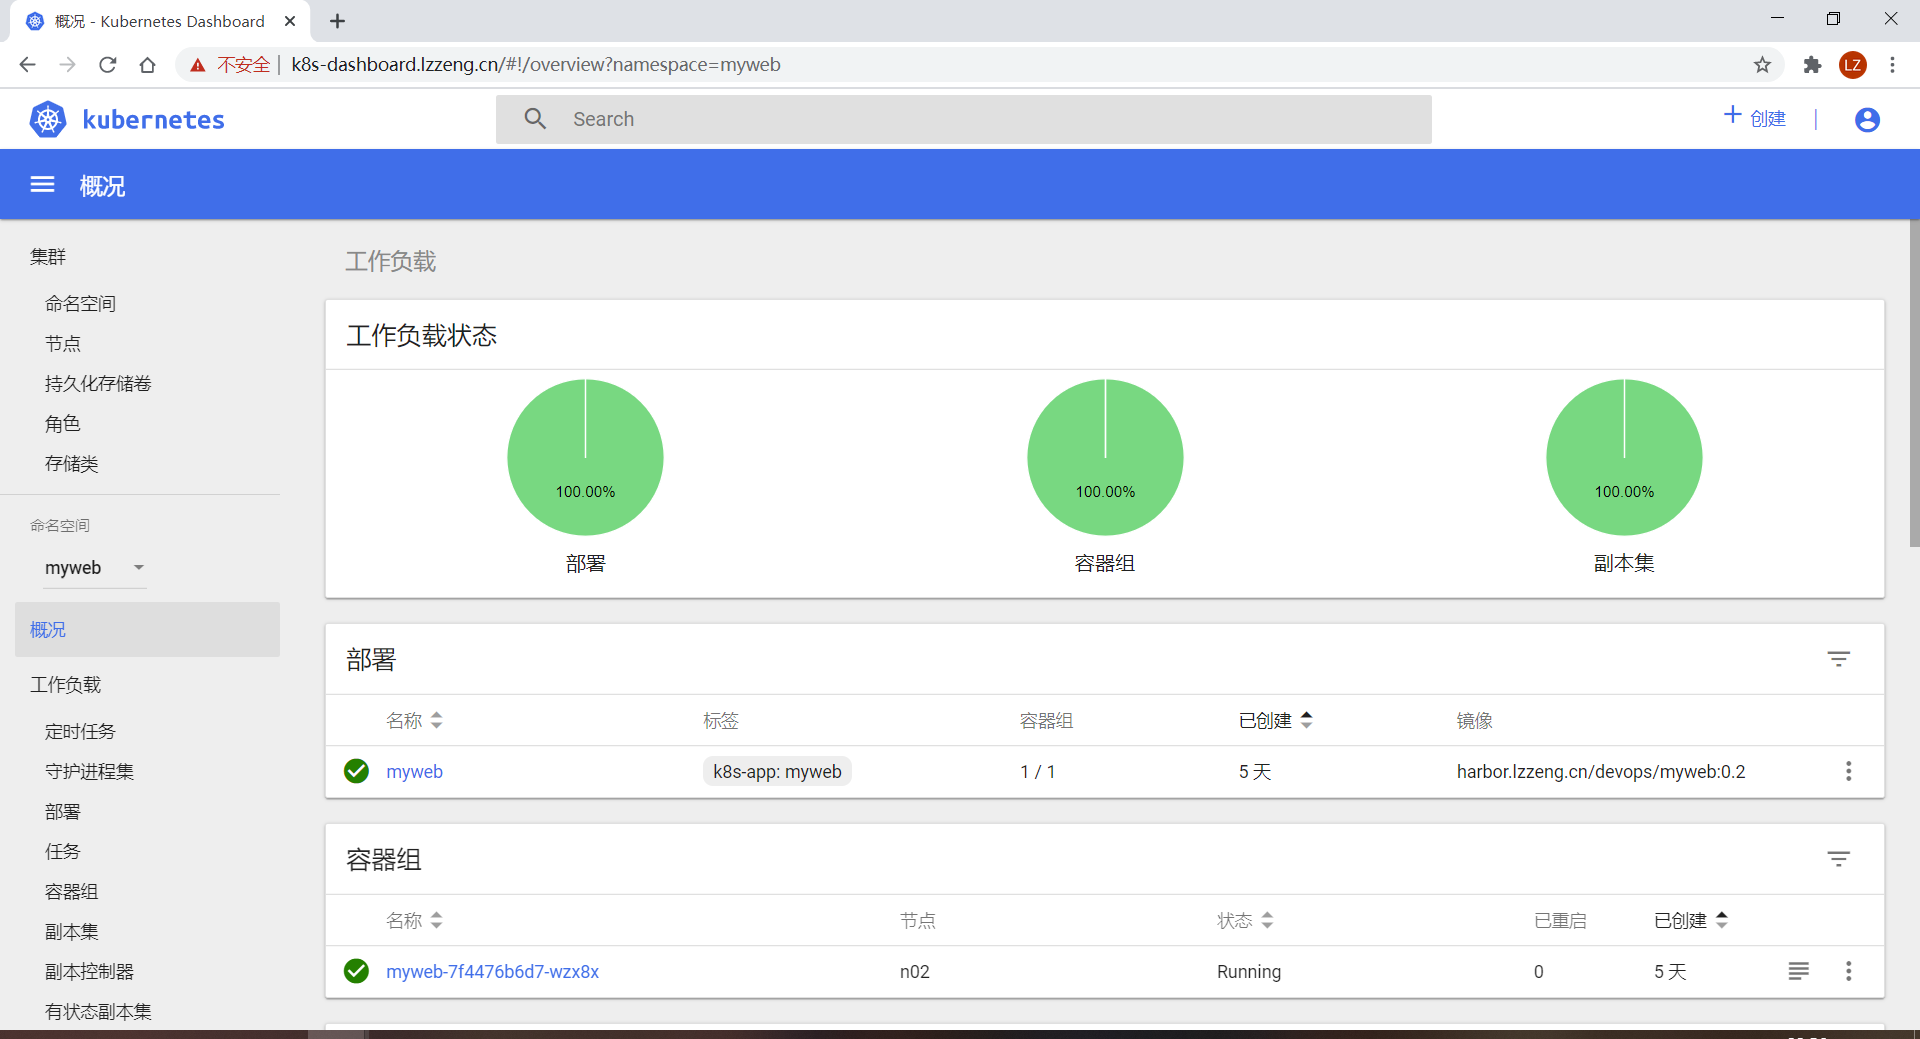 概况 - Kubernetes Dashboard
不安全 | k8s-dashboard.lzzeng.cn/#!/overview?namespace=myweb
LZ
kubernetes
Search
创建
概况
集群
命名空间
节点
持久化存储卷
角色
存储类
命名空间
myweb
概况
工作负载
定时任务
守护进程集
部署
任务
容器组
副本集
副本控制器
有状态副本集
工作负载
工作负载状态
100.00%
100.00%
100.00%
部署
容器组
副本集
部署
名称 标签 容器组 已创建 镜像
myweb k8s-app: myweb 1 / 1 5 天 harbor.lzzeng.cn/devops/myweb:0.2
容器组
名称 节点 状态 已重启 已创建
myweb-7f4476b6d7-wzx8x n02 Running 0 5 天